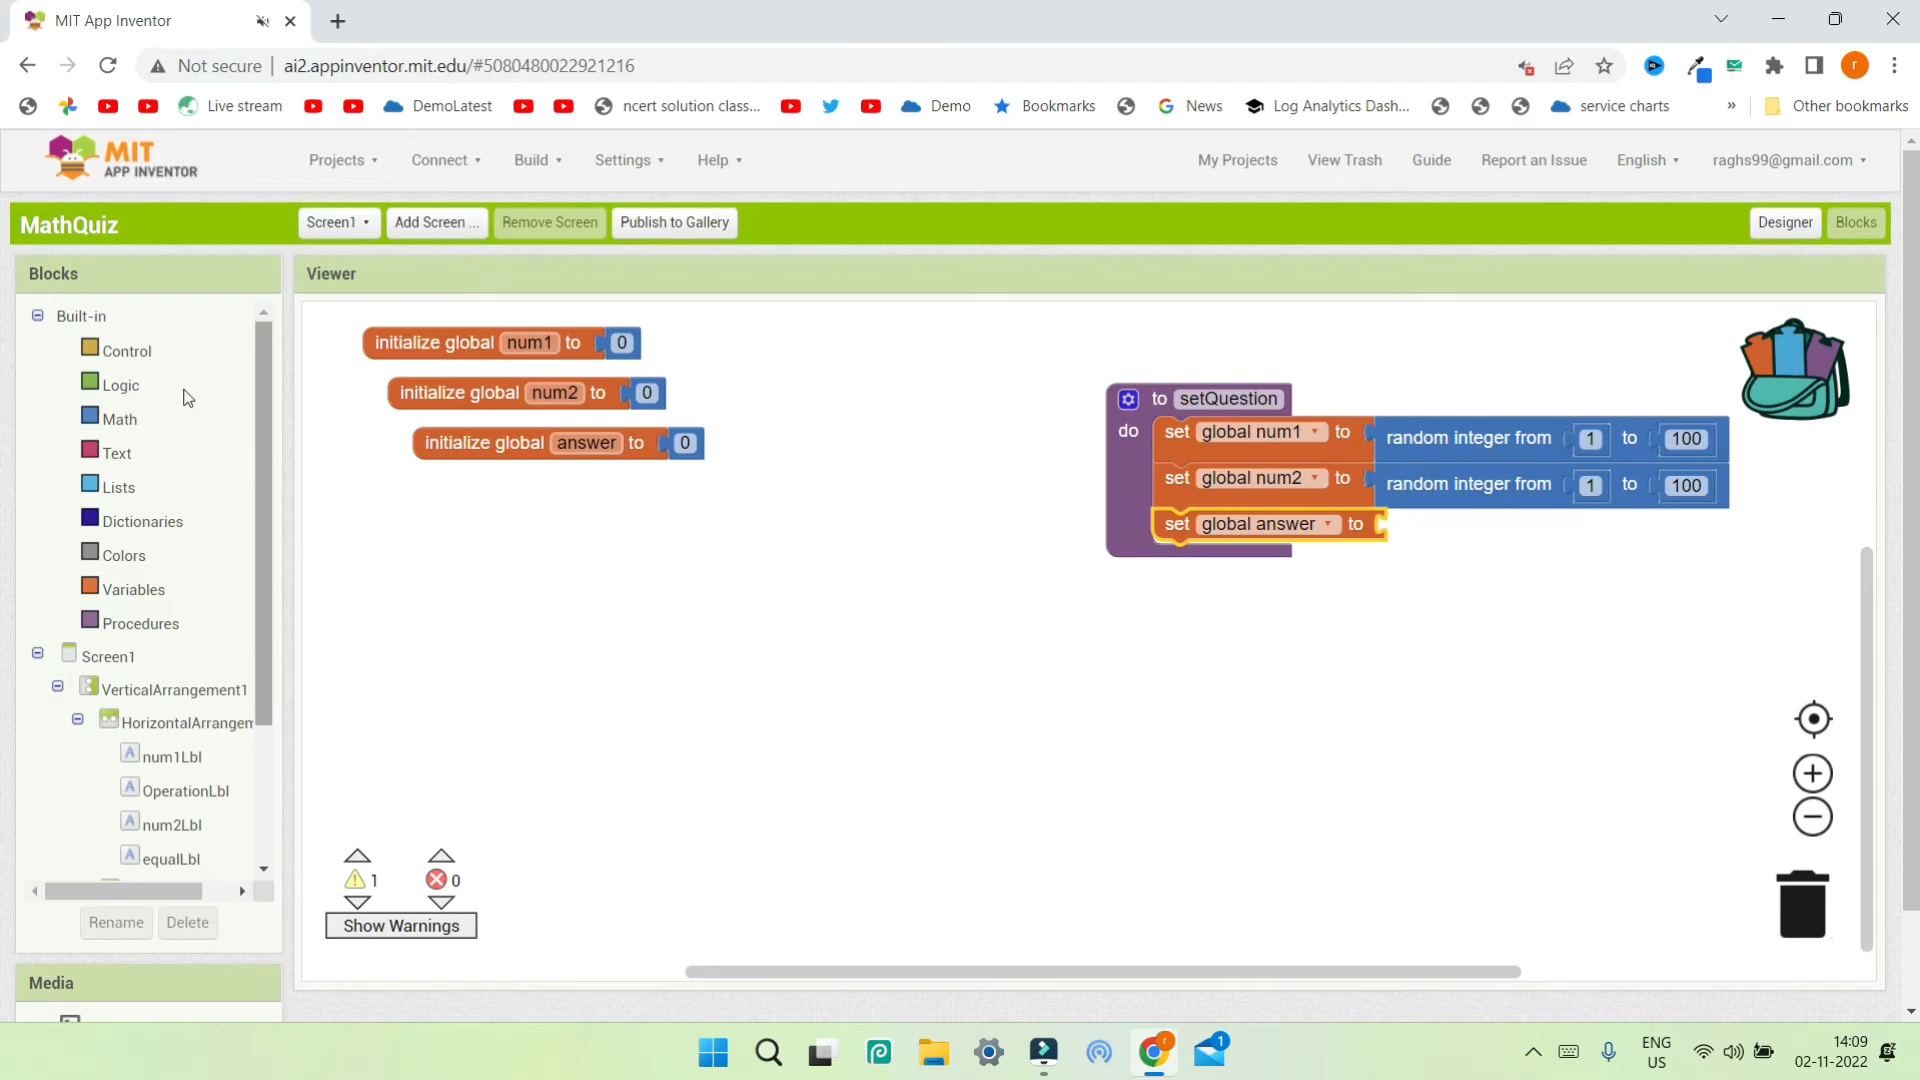 MIT App Inventor
Not secure
ai2.appinventor.mit.edu/#5080480022921216
Live stream
DemoLatest
ncert solution class...
Demo
Bookmarks
News
Log Analytics Dash...
service charts
»
Other bookmarks
MIT
APP INVENTOR
Projects
Connect
Build
Settings
Help
My Projects
View Trash
Guide
Report an Issue
English
raghs99@gmail.com
MathQuiz
Screen1
Add Screen ...
Remove Screen
Publish to Gallery
Designer
Blocks
Blocks
Viewer
Built-in
Control
Logic
Math
Text
Lists
Dictionaries
Colors
Variables
Procedures
Screen1
VerticalArrangement1
HorizontalArrangem
num1Lbl
OperationLbl
num2Lbl
equalLbl
Rename
Delete
Media
initialize global num1 to 0
initialize global num2 to 0
initialize global answer to 0
to setQuestion
do set global num1 to random integer from 1 to 100
set global num2 to random integer from 1 to 100
set global answer to
1
0
Show Warnings
1
ENG
US
14:09
02-11-2022